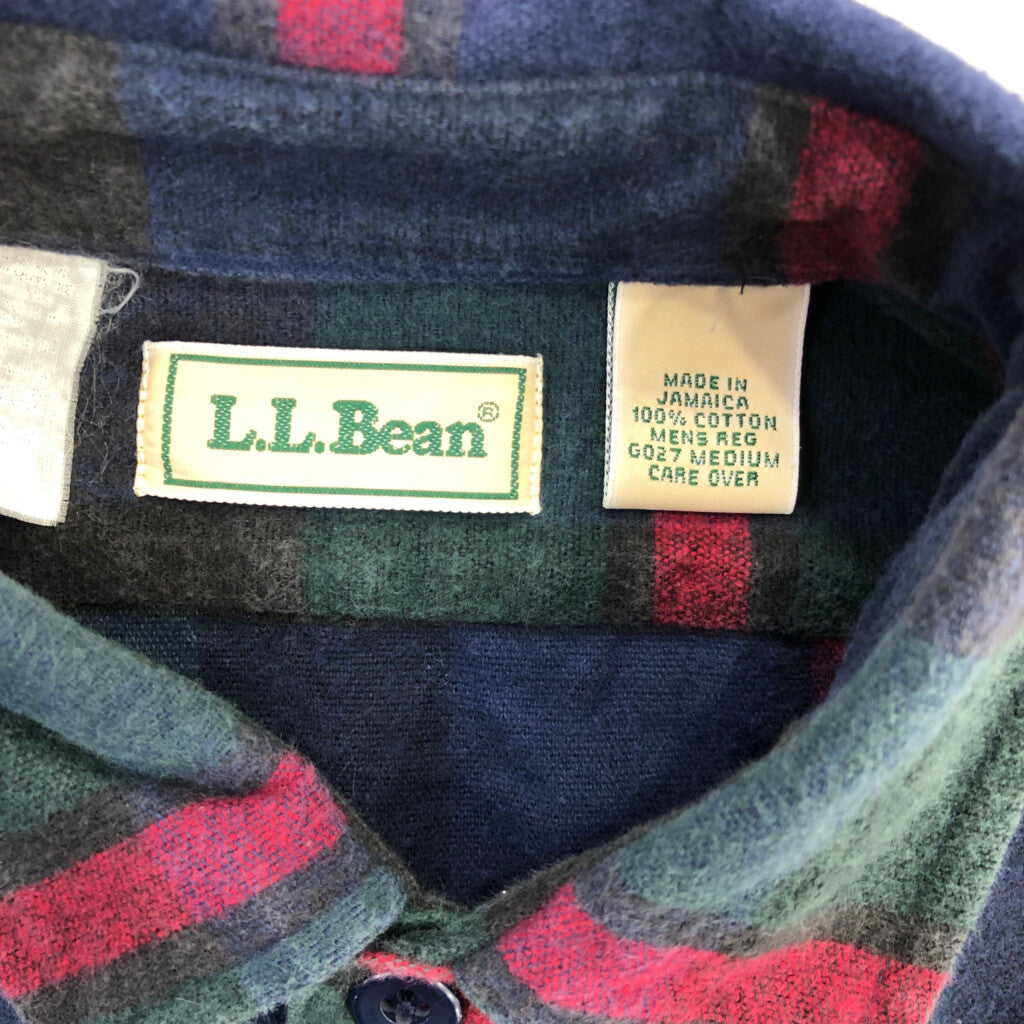 L.L.Bean®
MADE IN
JAMAICA
100% COTTON
MENS REG
G027 MEDIUM
CARE OVER